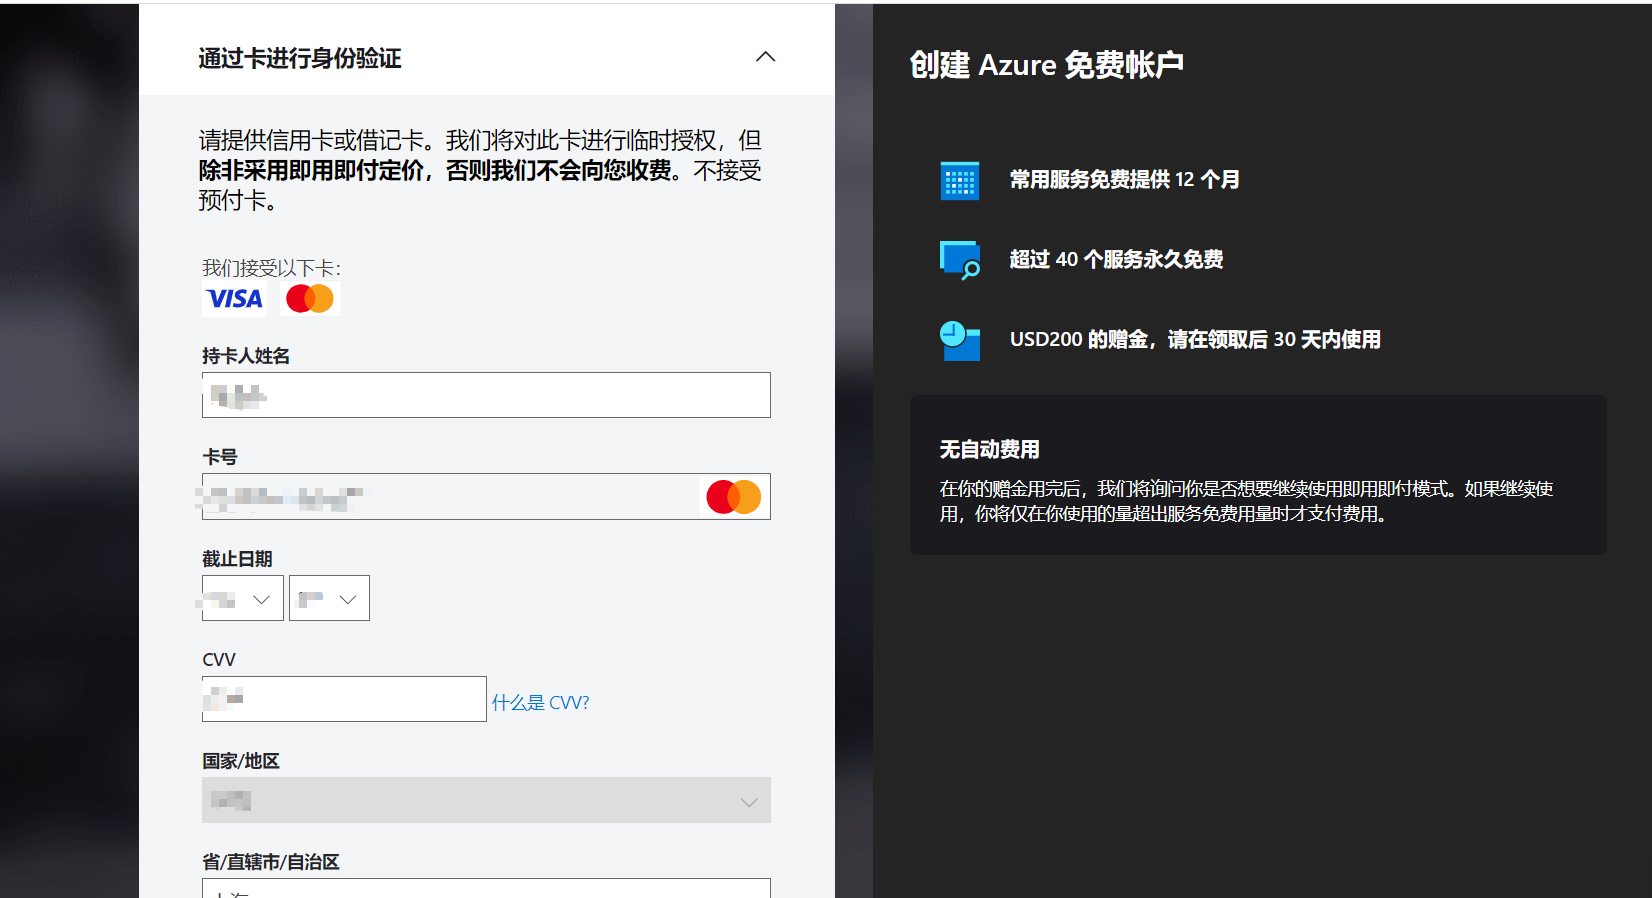 通过卡进行身份验证
请提供信用卡或借记卡。我们将对此卡进行临时授权，但
除非采用即用即付定价，否则我们不会向您收费。不接受
预付卡。
我们接受以下卡：
VISA
持卡人姓名
卡号
截止日期
CVV
什么是 CVV?
国家/地区
省/直辖市/自治区
创建 Azure 免费帐户
常用服务免费提供 12 个月
超过 40 个服务永久免费
USD200 的赠金，请在领取后 30 天内使用
无自动费用
在你的赠金用完后，我们将询问你是否想要继续使用即用即付模式。如果继续使
用，你将仅在你使用的量超出服务免费用量时才支付费用。